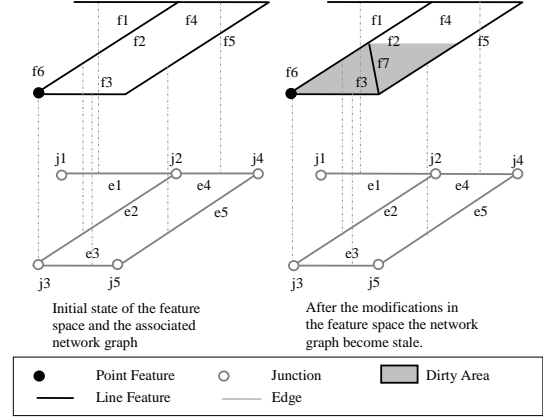 f1
f4
f2
f5
f6
f3
f1
f4
f2
f5
f7
f6
f3
j1
j2
j4
e1
e4
e2
e5
e3
j3
j5
j1
j2
j4
e1
e4
e2
e5
e3
j3
j5
Initial state of the feature
space and the associated
network graph
After the modifications in
the feature space the network
graph become stale.
Point Feature
Junction
Dirty Area
Line Feature
Edge